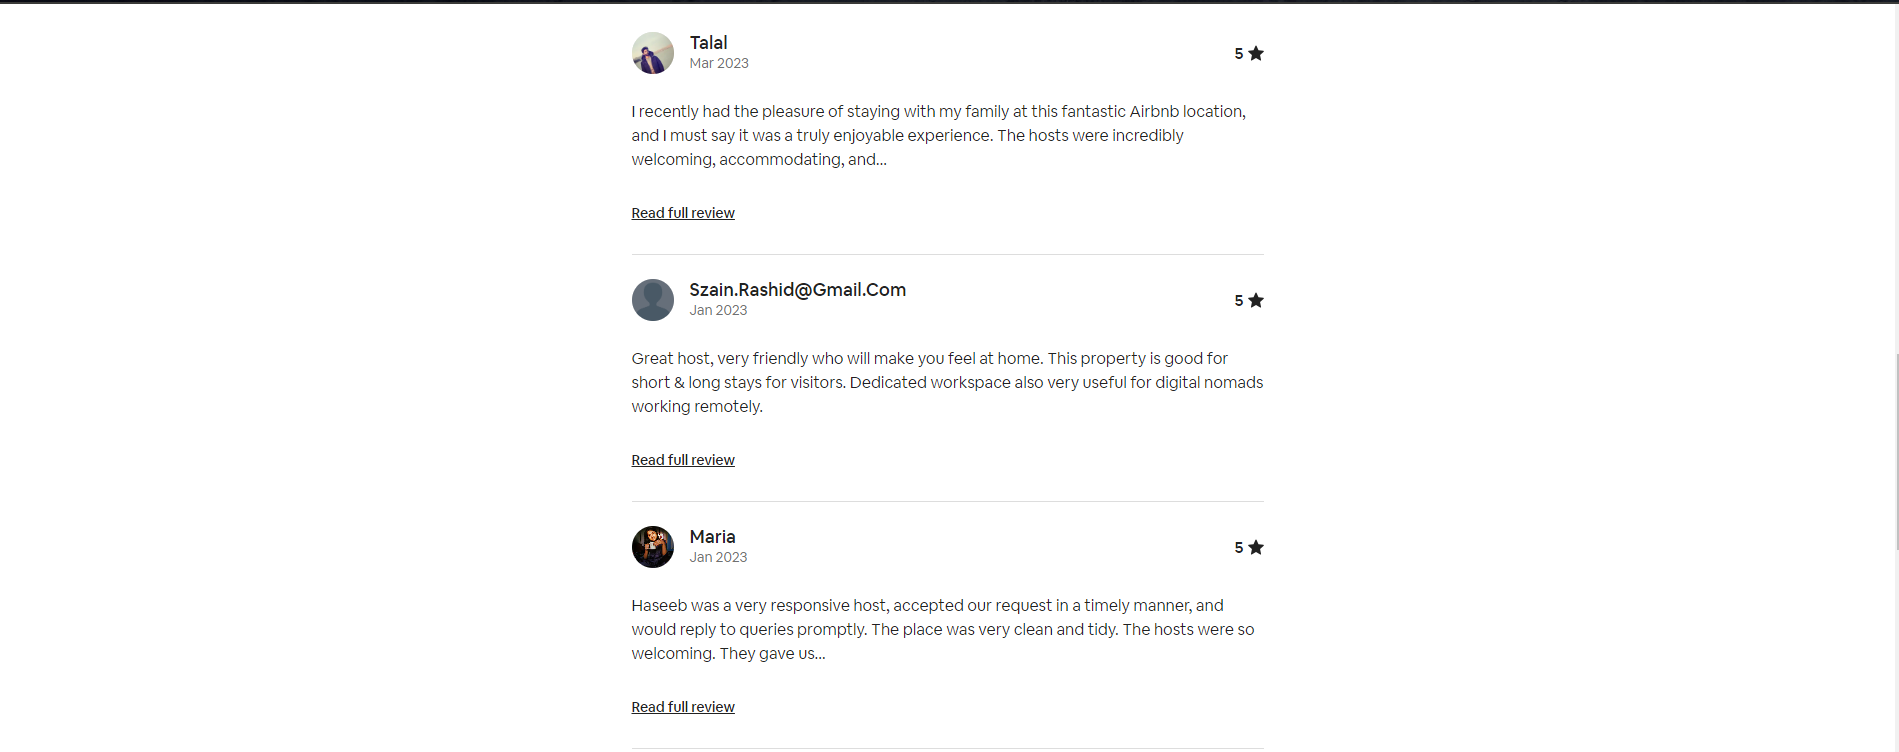 Talal
Mar 2023
5
I recently had the pleasure of staying with my family at this fantastic Airbnb location,
and I must say it was a truly enjoyable experience. The hosts were incredibly
welcoming, accommodating, and...
Read full review
Szain.Rashid@Gmail.Com
Jan 2023
5
Great host, very friendly who will make you feel at home. This property is good for
short & long stays for visitors. Dedicated workspace also very useful for digital nomads
working remotely.
Read full review
Maria
Jan 2023
5
Haseeb was a very responsive host, accepted our request in a timely manner, and
would reply to queries promptly. The place was very clean and tidy. The hosts were so
welcoming. They gave us...
Read full review